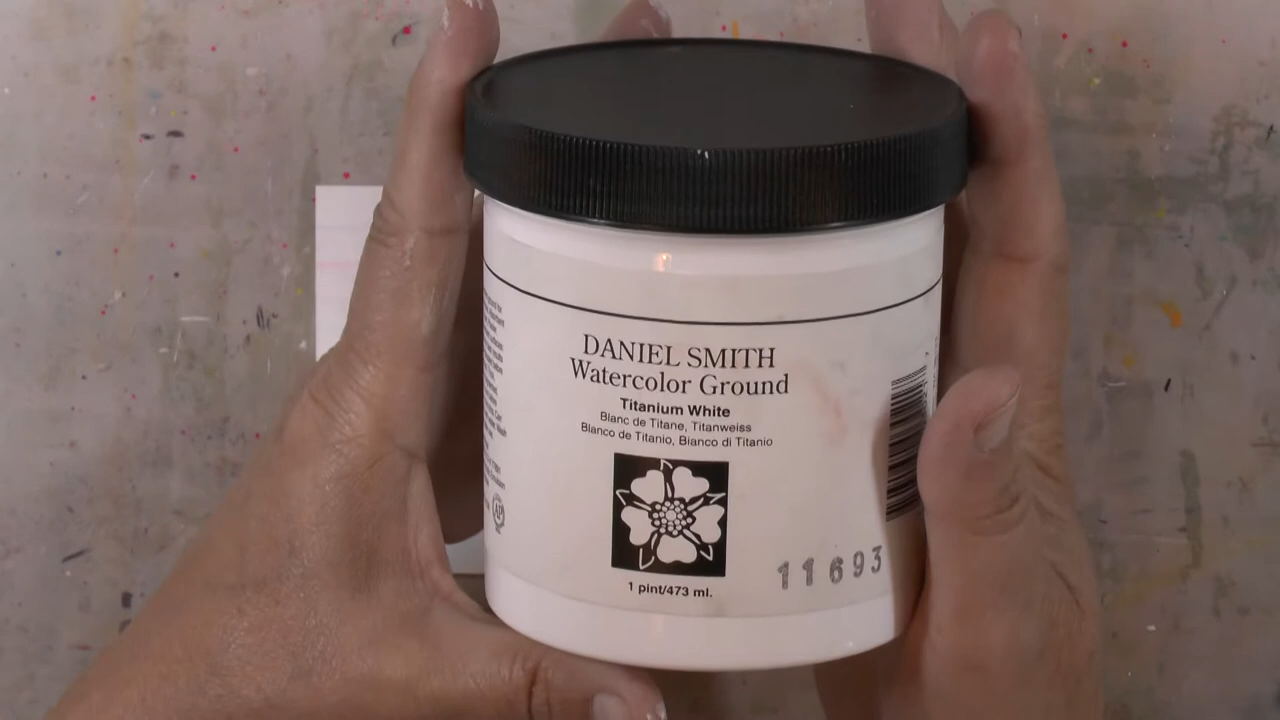 DANIEL SMITH
Watercolor Ground
Titanium White
Blanc de Titane, Titanweiss
Blanco de Titanio, Bianco di Titanio
1 pint/473 ml.
11693
AP